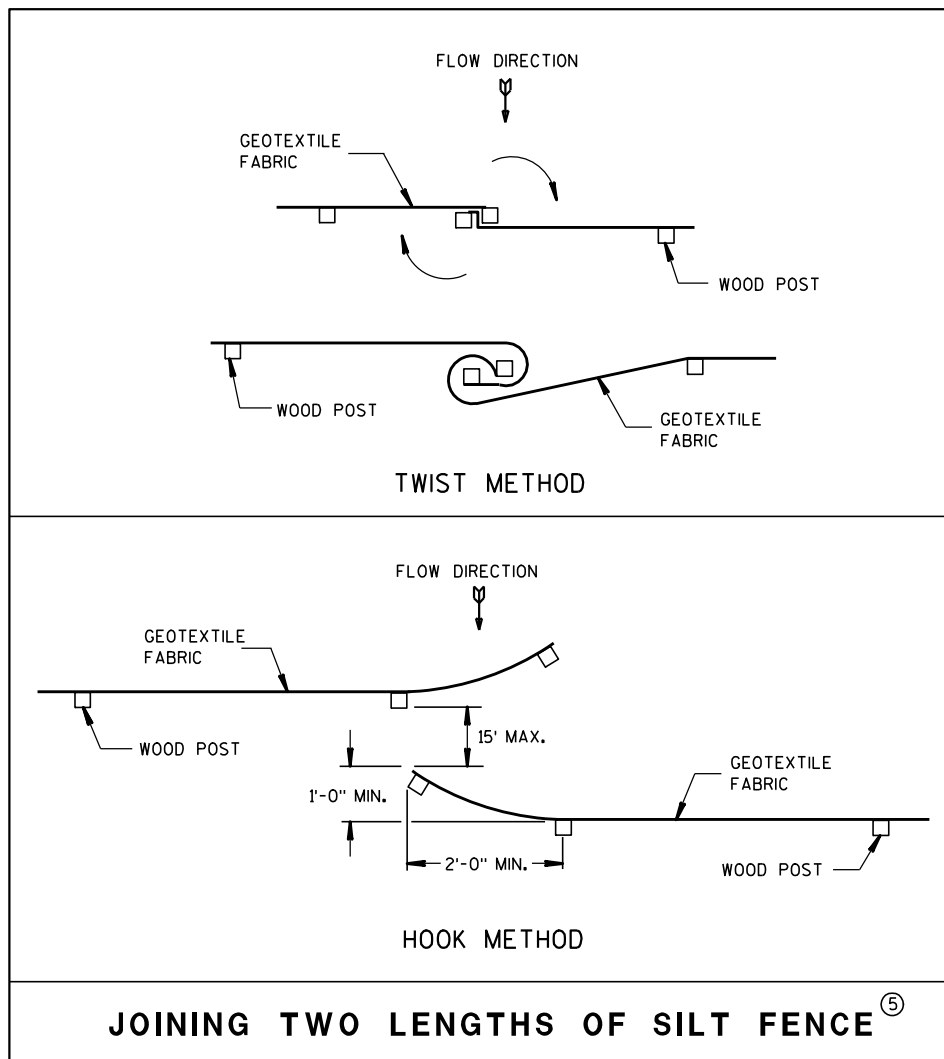 FLOW DIRECTION
GEOTEXTILE
FABRIC
WOOD POST
WOOD POST
GEOTEXTILE
FABRIC
TWIST METHOD
FLOW DIRECTION
GEOTEXTILE
FABRIC
15' MAX.
WOOD POST
GEOTEXTILE
FABRIC
1'-0" MIN.
2'-0" MIN.
WOOD POST
HOOK METHOD
JOINING TWO LENGTHS OF SILT FENCE ⑤